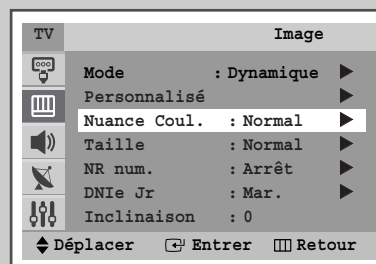 TV Image
Mode : Dynamique
Personnalisé
Nuance Coul. : Normal
Taille : Normal
NR num. : Arrêt
DNIe Jr : Mar.
Inclinaison : 0
Déplacer Entrer Retour